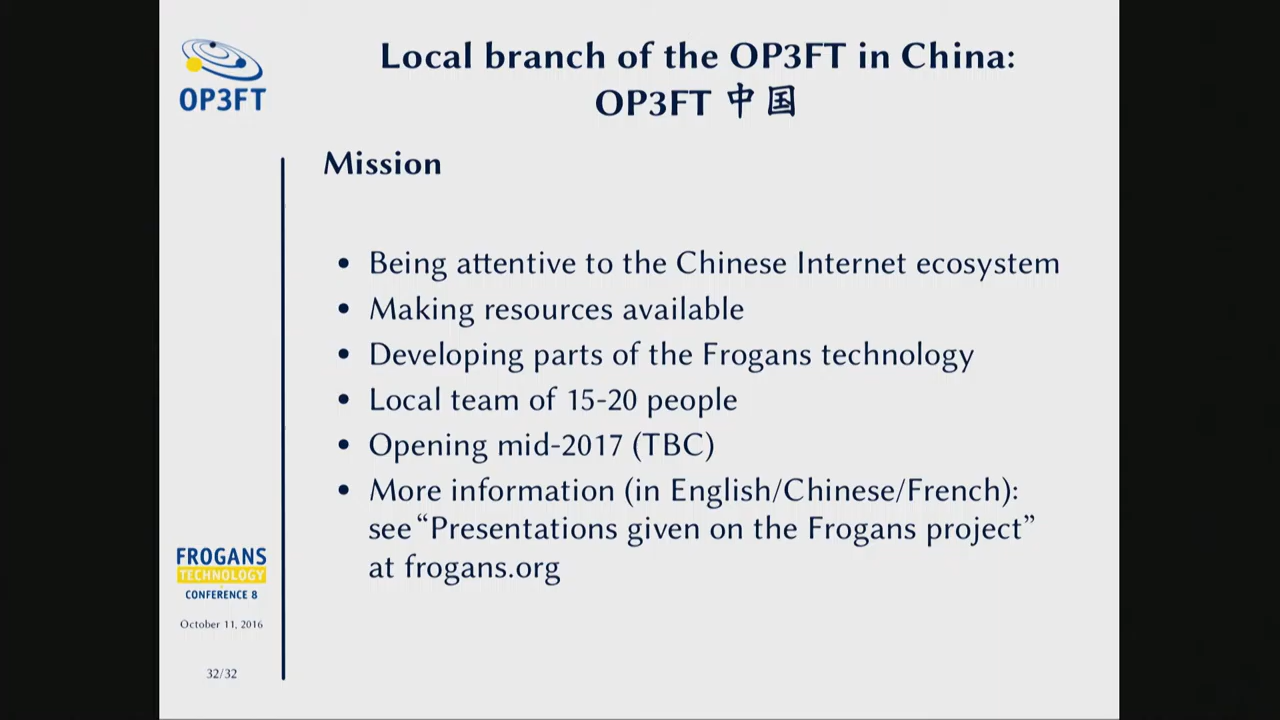 OP3FT
Local branch of the OP3FT in China:
OP3FT 中国
Mission
• Being attentive to the Chinese Internet ecosystem
• Making resources available
• Developing parts of the Frogans technology
• Local team of 15-20 people
• Opening mid-2017 (TBC)
• More information (in English/Chinese/French):
see “Presentations given on the Frogans project”
at frogans.org
FROGANS
TECHNOLOGY
CONFERENCE 8
October 11, 2016
32/32